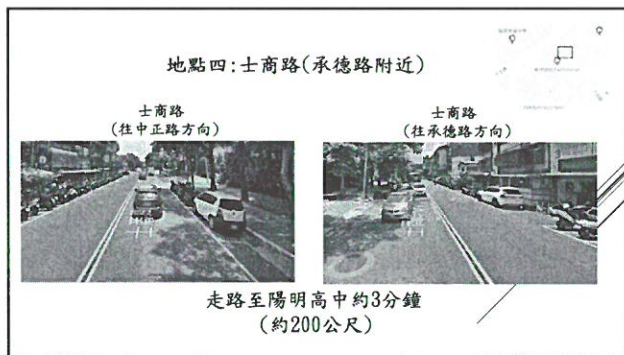 地點四:士商路(承德路附近)
士商路
(往中正路方向)
士商路
(往承德路方向)
走路至陽明高中約3分鐘
(約200公尺)